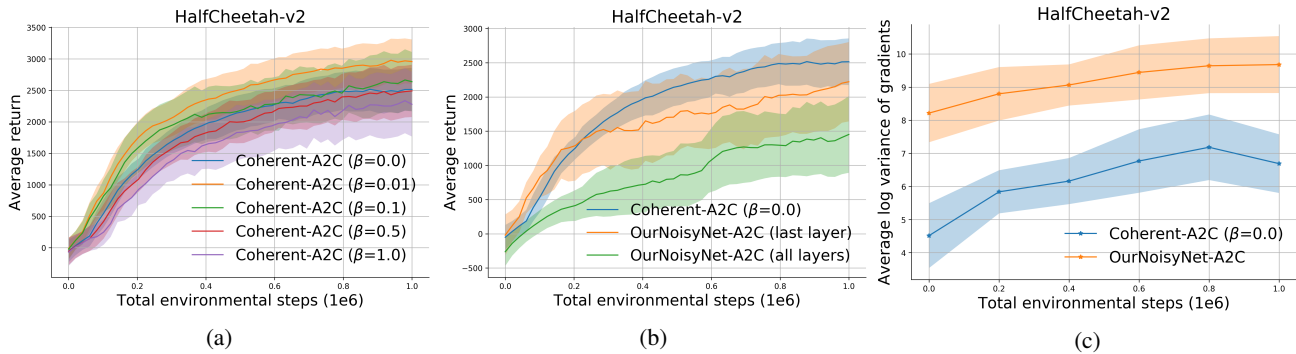 HalfCheetah-v2
Average return
3500
3000
2500
2000
1500
1000
500
0
Coherent-A2C (β=0.0)
Coherent-A2C (β=0.01)
Coherent-A2C (β=0.1)
Coherent-A2C (β=0.5)
Coherent-A2C (β=1.0)
0.0 0.2 0.4 0.6 0.8 1.0
Total environmental steps (1e6)
(a)
HalfCheetah-v2
Average return
3000
2500
2000
1500
1000
500
0
−500
Coherent-A2C (β=0.0)
OurNoisyNet-A2C (last layer)
OurNoisyNet-A2C (all layers)
0.0 0.2 0.4 0.6 0.8 1.0
Total environmental steps (1e6)
(b)
HalfCheetah-v2
Average log variance of gradients
10
9
8
7
6
5
4
Coherent-A2C (β=0.0)
OurNoisyNet-A2C
0.0 0.2 0.4 0.6 0.8 1.0
Total environmental steps (1e6)
(c)